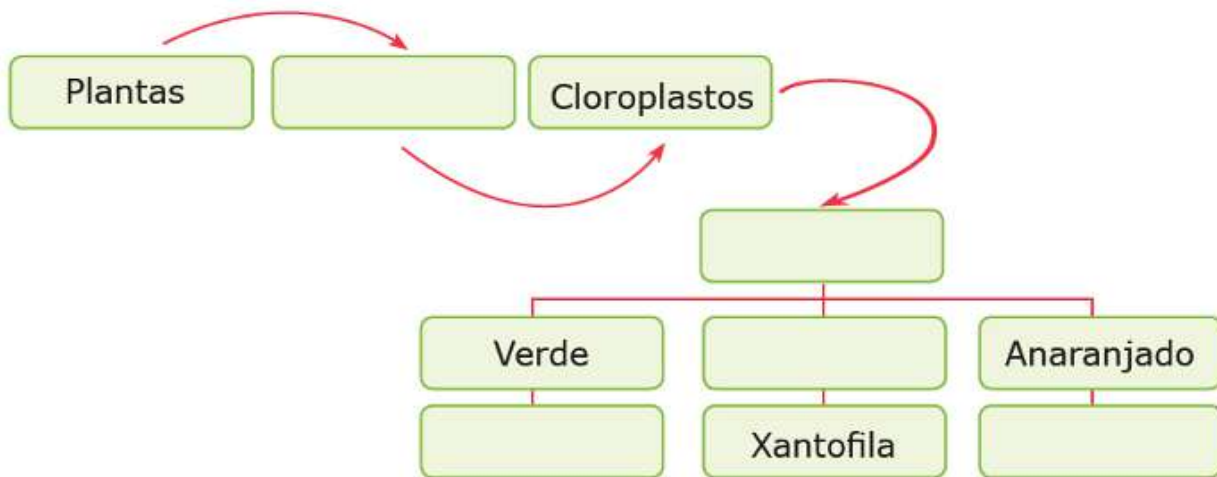 Plantas
Cloroplastos
Verde
Anaranjado
Xantofila